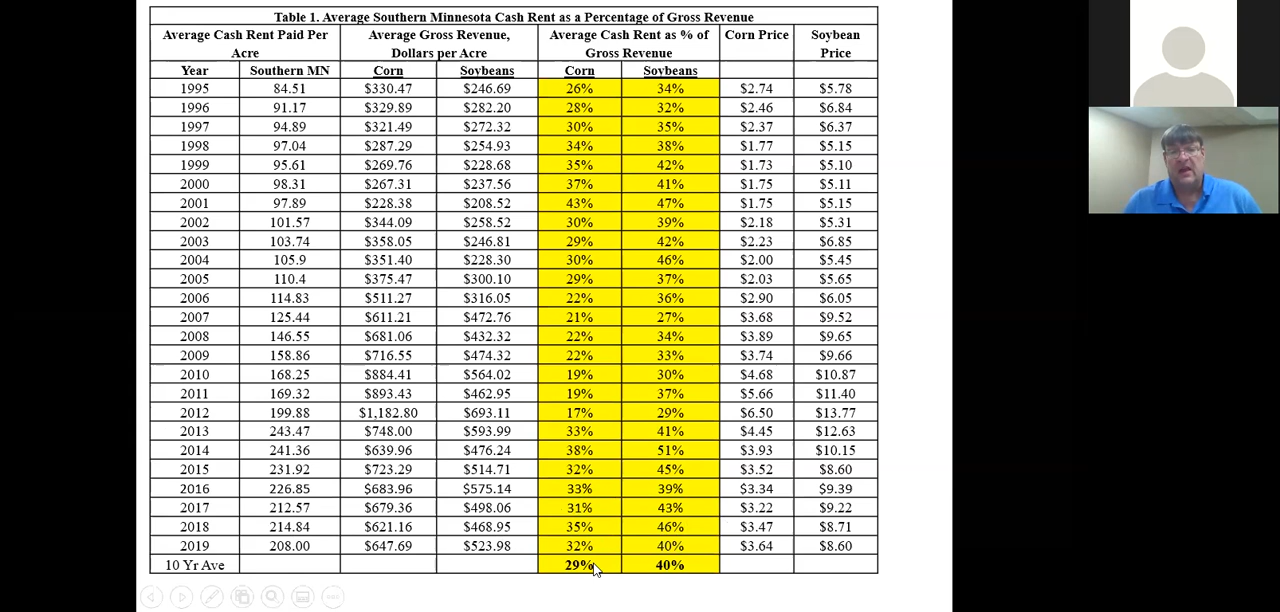 Table 1. Average Southern Minnesota Cash Rent as a Percentage of Gross Revenue
Average Cash Rent Paid Per Acre Average Gross Revenue, Dollars per Acre Average Cash Rent as % of Gross Revenue Corn Price Soybean Price
Year Southern MN Corn Soybeans Corn Soybeans
1995 84.51 $330.47 $246.69 26% 34% $2.74 $5.78
1996 91.17 $329.89 $282.20 28% 32% $2.46 $6.84
1997 94.89 $321.49 $272.32 30% 35% $2.37 $6.37
1998 97.04 $287.29 $254.93 34% 38% $1.77 $5.15
1999 95.61 $269.76 $228.68 35% 42% $1.73 $5.10
2000 98.31 $267.31 $237.56 37% 41% $1.75 $5.11
2001 97.89 $228.38 $208.52 43% 47% $1.75 $5.15
2002 101.57 $344.09 $258.52 30% 39% $2.18 $5.31
2003 103.74 $358.05 $246.81 29% 42% $2.23 $6.85
2004 105.9 $351.40 $228.30 30% 46% $2.00 $5.45
2005 110.4 $375.47 $300.10 29% 37% $2.03 $5.65
2006 114.83 $511.27 $316.05 22% 36% $2.90 $6.05
2007 125.44 $611.21 $472.76 21% 27% $3.68 $9.52
2008 146.55 $681.06 $432.32 22% 34% $3.89 $9.65
2009 158.86 $716.55 $474.32 22% 33% $3.74 $9.66
2010 168.25 $884.41 $564.02 19% 30% $4.68 $10.87
2011 169.32 $893.43 $462.95 19% 37% $5.66 $11.40
2012 199.88 $1,182.80 $693.11 17% 29% $6.50 $13.77
2013 243.47 $748.00 $593.99 33% 41% $4.45 $12.63
2014 241.36 $639.96 $476.24 38% 51% $3.93 $10.15
2015 231.92 $723.29 $514.71 32% 45% $3.52 $8.60
2016 226.85 $683.96 $575.14 33% 39% $3.34 $9.39
2017 212.57 $679.36 $498.06 31% 43% $3.22 $9.22
2018 214.84 $621.16 $468.95 35% 46% $3.47 $8.71
2019 208.00 $647.69 $523.98 32% 40% $3.64 $8.60
10 Yr Ave 29% 40%